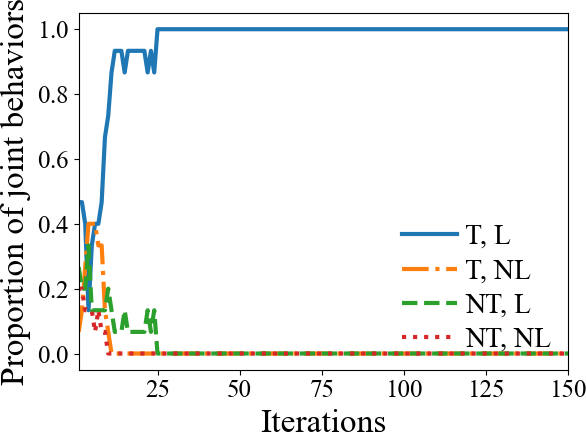 Proportion of joint behaviors
1.0
0.8
0.6
0.4
0.2
0.0
T, L
T, NL
NT, L
NT, NL
25 50 75 100 125 150
Iterations